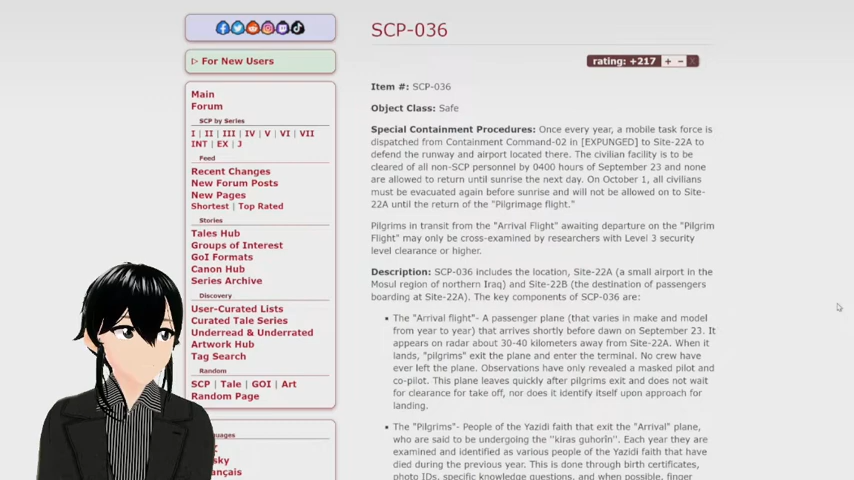 SCP-036
rating: +217 + − X
▷ For New Users
Main
Forum
SCP by Series
I | II | III | IV | V | VI | VII
INT | EX | J
Feed
Recent Changes
New Forum Posts
New Pages
Shortest | Top Rated
Stories
Tales Hub
Groups of Interest
GoI Formats
Canon Hub
Series Archive
Discovery
User-Curated Lists
Curated Tale Series
Underread & Underrated
Artwork Hub
Tag Search
Random
SCP | Tale | GOI | Art
Random Page
Item #: SCP-036
Object Class: Safe
Special Containment Procedures: Once every year, a mobile task force is
dispatched from Containment Command-02 in [EXPUNGED] to Site-22A to
defend the runway and airport located there. The civilian facility is to be
cleared of all non-SCP personnel by 0400 hours of September 23 and none
are allowed to return until sunrise the next day. On October 1, all civilians
must be evacuated again before sunrise and will not be allowed on to Site-
22A until the return of the "Pilgrimage flight."
Pilgrims in transit from the "Arrival Flight" awaiting departure on the "Pilgrim
Flight" may only be cross-examined by researchers with Level 3 security
level clearance or higher.
Description: SCP-036 includes the location, Site-22A (a small airport in the
Mosul region of northern Iraq) and Site-22B (the destination of passengers
boarding at Site-22A). The key components of SCP-036 are:
• The "Arrival flight"- A passenger plane (that varies in make and model
from year to year) that arrives shortly before dawn on September 23. It
appears on radar about 30-40 kilometers away from Site-22A. When it
lands, "pilgrims" exit the plane and enter the terminal. No crew have
ever left the plane. Observations have only revealed a masked pilot and
co-pilot. This plane leaves quickly after pilgrims exit and does not wait
for clearance for take off, nor does it identify itself upon approach for
landing.
• The "Pilgrims"- People of the Yazidi faith that exit the "Arrival" plane,
who are said to be undergoing the "kiras guhorîn". Each year they are
examined and identified as various people of the Yazidi faith that have
died during the previous year. This is done through birth certificates,
photo IDs, specific knowledge questions, and when possible, finger